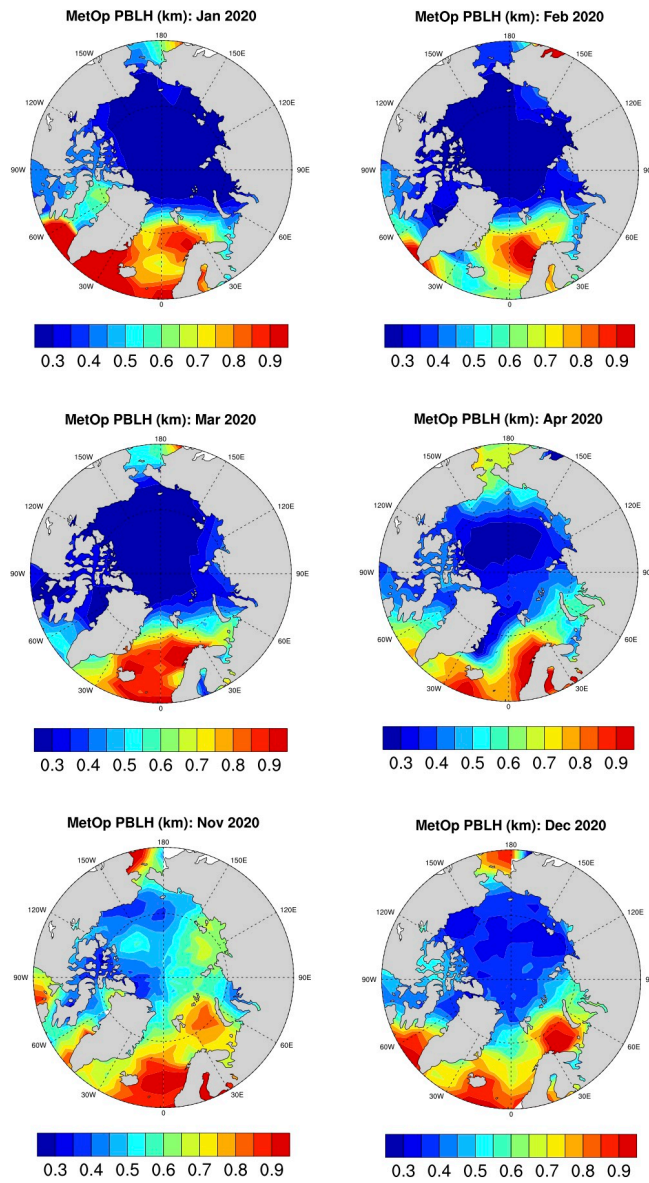 MetOp PBLH (km): Jan 2020
180
150W
150E
120W
120E
90W
90E
60W
60E
30W
30E
0
0.3 0.4 0.5 0.6 0.7 0.8 0.9
MetOp PBLH (km): Feb 2020
180
150W
150E
120W
120E
90W
90E
60W
60E
30W
30E
0
0.3 0.4 0.5 0.6 0.7 0.8 0.9
MetOp PBLH (km): Mar 2020
180
150W
150E
120W
120E
90W
90E
60W
60E
30W
30E
0
0.3 0.4 0.5 0.6 0.7 0.8 0.9
MetOp PBLH (km): Apr 2020
180
150W
150E
120W
120E
90W
90E
60W
60E
30W
30E
0
0.3 0.4 0.5 0.6 0.7 0.8 0.9
MetOp PBLH (km): Nov 2020
180
150W
150E
120W
120E
90W
90E
60W
60E
30W
30E
0
0.3 0.4 0.5 0.6 0.7 0.8 0.9
MetOp PBLH (km): Dec 2020
180
150W
150E
120W
120E
90W
90E
60W
60E
30W
30E
0
0.3 0.4 0.5 0.6 0.7 0.8 0.9